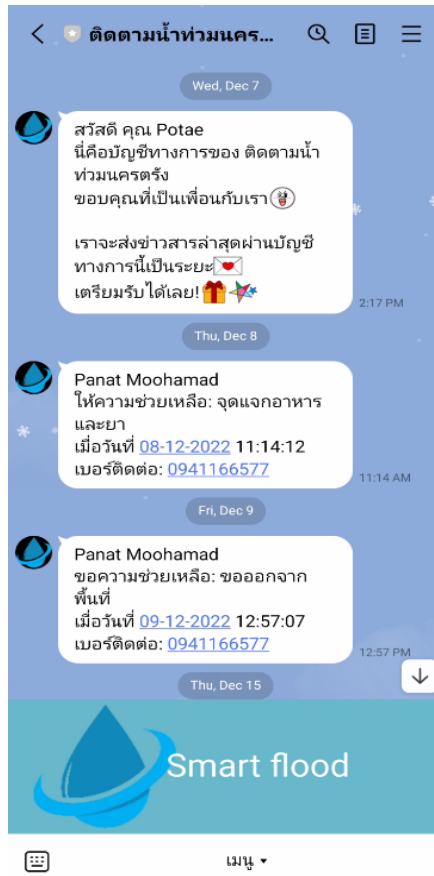 ติดตามน้ำท่วมนคร...
Wed, Dec 7
สวัสดี คุณ Potae
นี่คือบัญชีทางการของ ติดตามน้ำ
ท่วมนครตรัง
ขอบคุณที่เป็นเพื่อนกับเรา
เราจะส่งข่าวสารล่าสุดผ่านบัญชี
ทางการนี้เป็นระยะ
เตรียมรับได้เลย!
2:17 PM
Thu, Dec 8
Panat Moohamad
ให้ความช่วยเหลือ: จุดแจกอาหาร
และยา
เมื่อวันที่ 08-12-2022 11:14:12
เบอร์ติดต่อ: 0941166577
11:14 AM
Fri, Dec 9
Panat Moohamad
ขอความช่วยเหลือ: ขอออกจาก
พื้นที่
เมื่อวันที่ 09-12-2022 12:57:07
เบอร์ติดต่อ: 0941166577
12:57 PM
Thu, Dec 15
Smart flood
เมนู